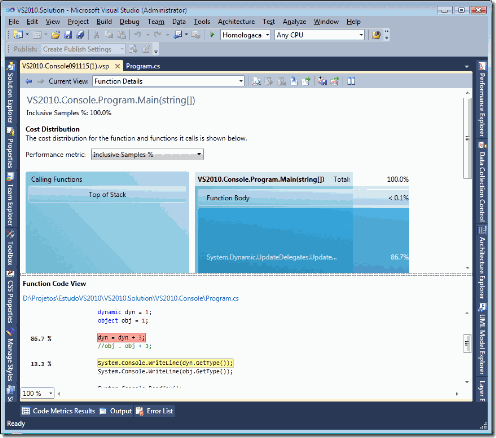 VS2010.Solution - Microsoft Visual Studio (Administrator)
File Edit View Project Build Debug Team Data Tools Architecture Test Analyze Window Help
Homologaca Any CPU
Publish: Create Publish Settings
VS2010.Console091115(1).vsp Program.cs
Current View: Function Details
VS2010.Console.Program.Main(string[])
Inclusive Samples %: 100.0%
Cost Distribution
The cost distribution for the function and functions it calls is shown below.
Performance metric: Inclusive Samples %
Calling Functions
Top of Stack
VS2010.Console.Program.Main(string[]) Total: 100.0%
Function Body < 0.1%
System.Dynamic.UpdateDelegates.Update... 86.7%
Function Code View
D:\Projetos\EstudoVS2010\VS2010.Solution\VS2010.Console\Program.cs
dynamic dyn = 1;
object obj = 1;
86.7 % dyn = dyn + 3;
//obj = obj + 3;
13.3 % System.Console.WriteLine(dyn.GetType());
System.Console.WriteLine(obj.GetType());
100 %
Code Metrics Results Output Error List
Ready
Solution Explorer
Properties
Team Explorer
Toolbox
CSS Properties
Manage Styles
Performance Explorer
Data Collection Control
Architecture Explorer
UML Model Explorer